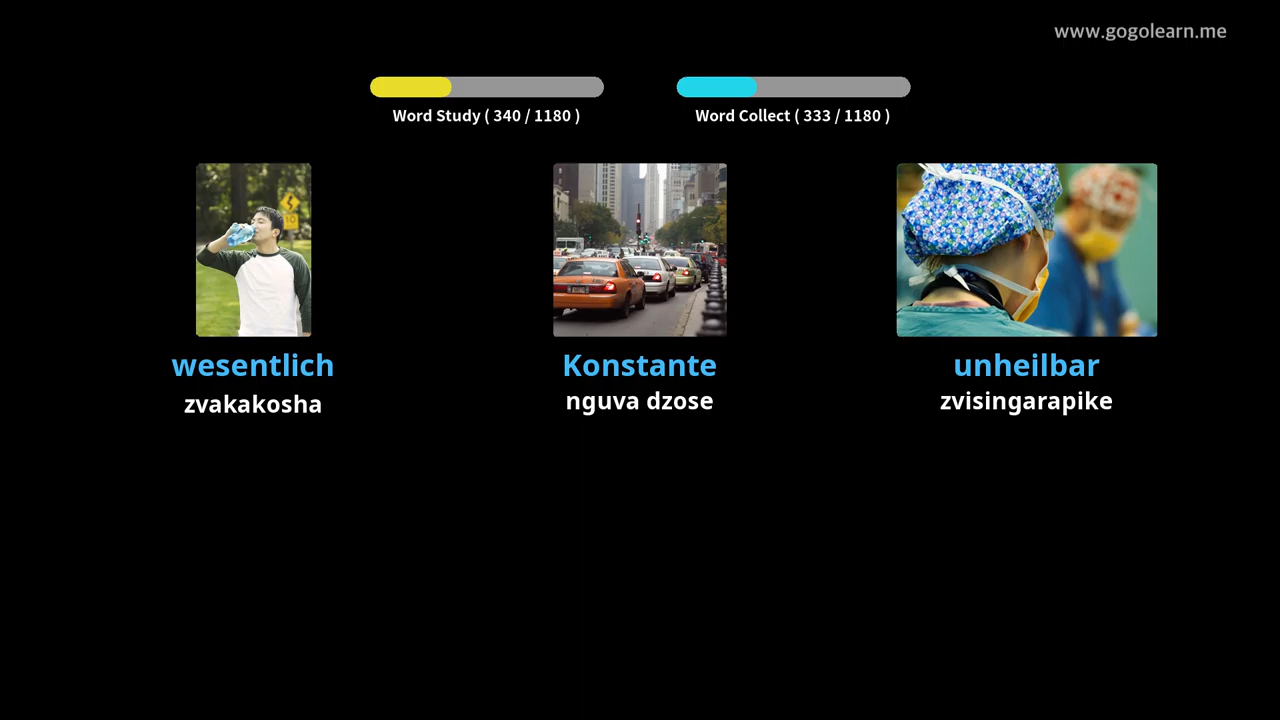 www.gogolearn.me
Word Study ( 340 / 1180 )
Word Collect ( 333 / 1180 )
wesentlich
zvakakosha
Konstante
nguva dzose
unheilbar
zvisingarapike